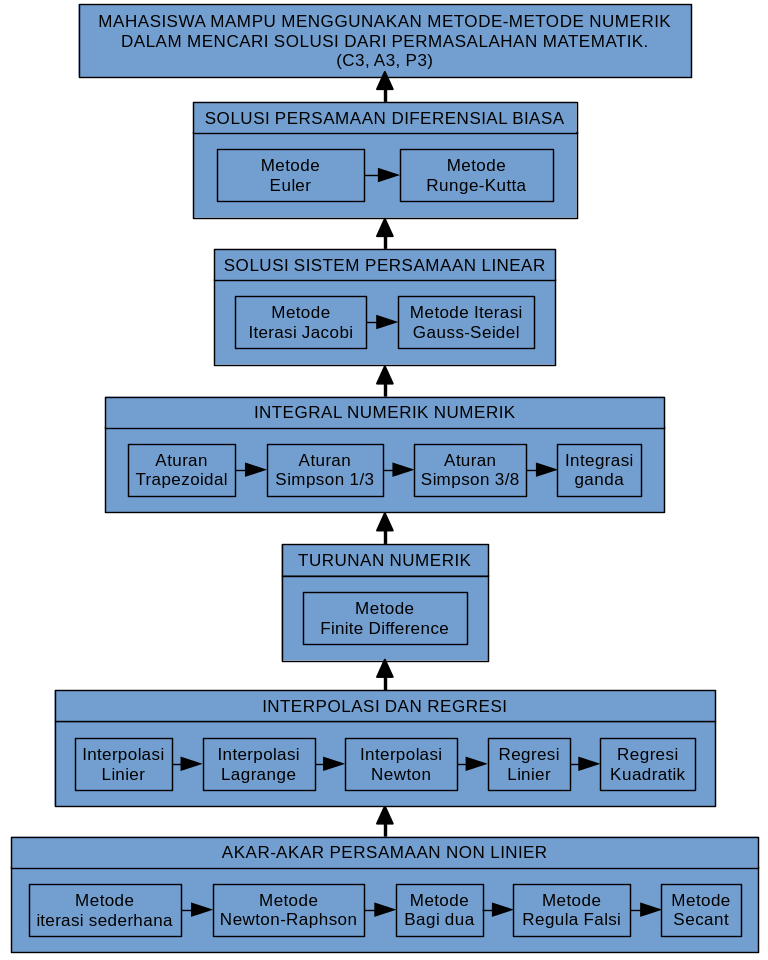 MAHASISWA MAMPU MENGGUNAKAN METODE-METODE NUMERIK
DALAM MENCARI SOLUSI DARI PERMASALAHAN MATEMATIK.
(C3, A3, P3)
SOLUSI PERSAMAAN DIFERENSIAL BIASA
Metode
Euler
Metode
Runge-Kutta
SOLUSI SISTEM PERSAMAAN LINEAR
Metode
Iterasi Jacobi
Metode Iterasi
Gauss-Seidel
INTEGRAL NUMERIK NUMERIK
Aturan
Trapezoidal
Aturan
Simpson 1/3
Aturan
Simpson 3/8
Integrasi
ganda
TURUNAN NUMERIK
Metode
Finite Difference
INTERPOLASI DAN REGRESI
Interpolasi
Linier
Interpolasi
Lagrange
Interpolasi
Newton
Regresi
Linier
Regresi
Kuadratik
AKAR-AKAR PERSAMAAN NON LINIER
Metode
iterasi sederhana
Metode
Newton-Raphson
Metode
Bagi dua
Metode
Regula Falsi
Metode
Secant